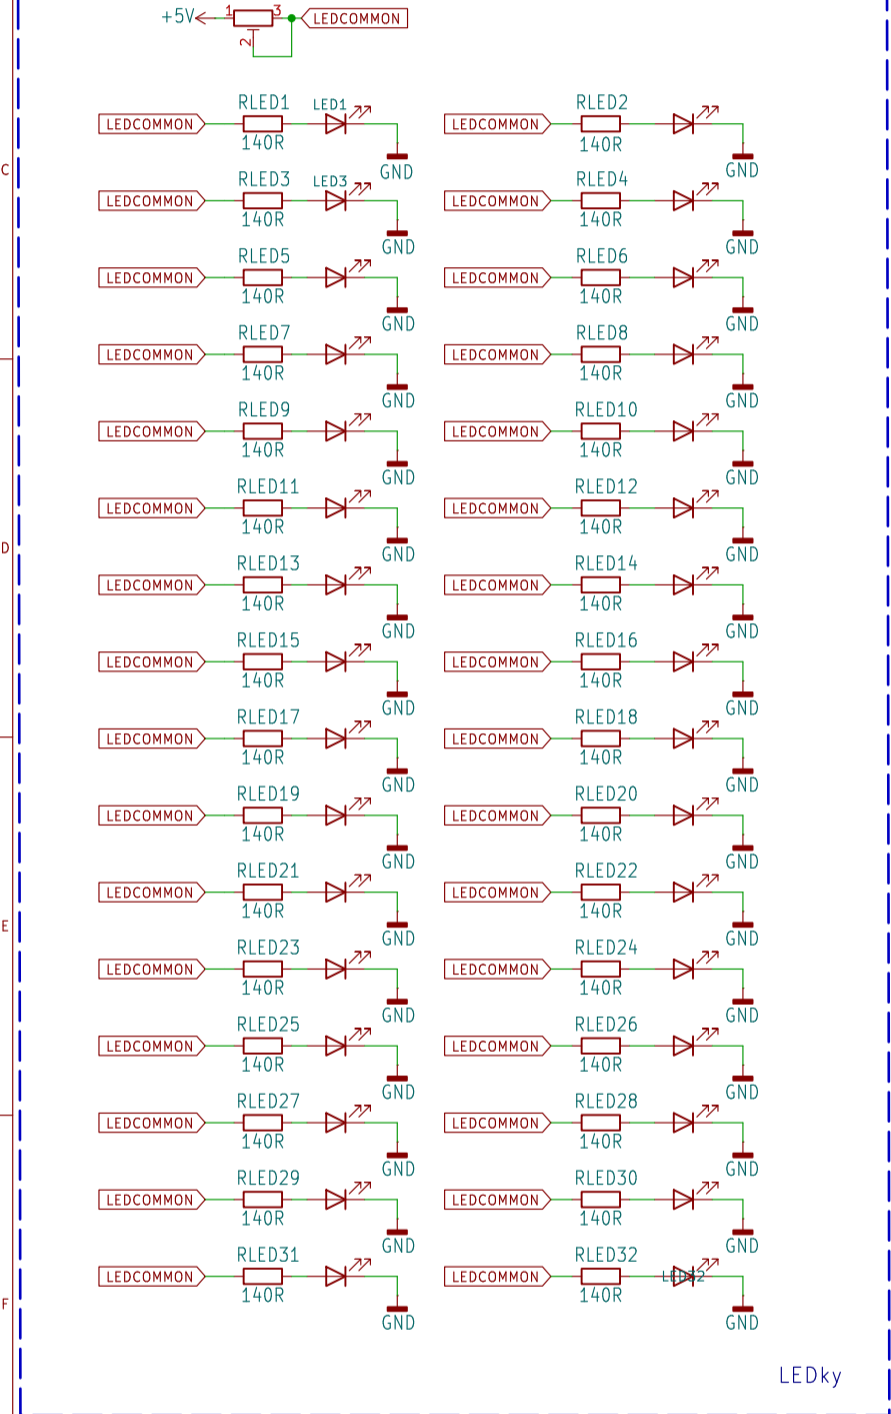 +5V 1 3 LEDCOMMON
2
RLED1 LED1 RLED2
LEDCOMMON LEDCOMMON
140R 140R
C GND GND
RLED3 LED3 RLED4
LEDCOMMON LEDCOMMON
140R 140R
GND GND
RLED5 RLED6
LEDCOMMON LEDCOMMON
140R 140R
GND GND
RLED7 RLED8
LEDCOMMON LEDCOMMON
140R 140R
GND GND
RLED9 RLED10
LEDCOMMON LEDCOMMON
140R 140R
GND GND
RLED11 RLED12
LEDCOMMON LEDCOMMON
140R 140R
D GND GND
RLED13 RLED14
LEDCOMMON LEDCOMMON
140R 140R
GND GND
RLED15 RLED16
LEDCOMMON LEDCOMMON
140R 140R
GND GND
RLED17 RLED18
LEDCOMMON LEDCOMMON
140R 140R
GND GND
RLED19 RLED20
LEDCOMMON LEDCOMMON
140R 140R
GND GND
RLED21 RLED22
LEDCOMMON LEDCOMMON
140R 140R
E GND GND
RLED23 RLED24
LEDCOMMON LEDCOMMON
140R 140R
GND GND
RLED25 RLED26
LEDCOMMON LEDCOMMON
140R 140R
GND GND
RLED27 RLED28
LEDCOMMON LEDCOMMON
140R 140R
GND GND
RLED29 RLED30
LEDCOMMON LEDCOMMON
140R 140R
GND GND
RLED31 RLED32
LEDCOMMON LEDCOMMON LED32
140R 140R
F GND GND
LEDky